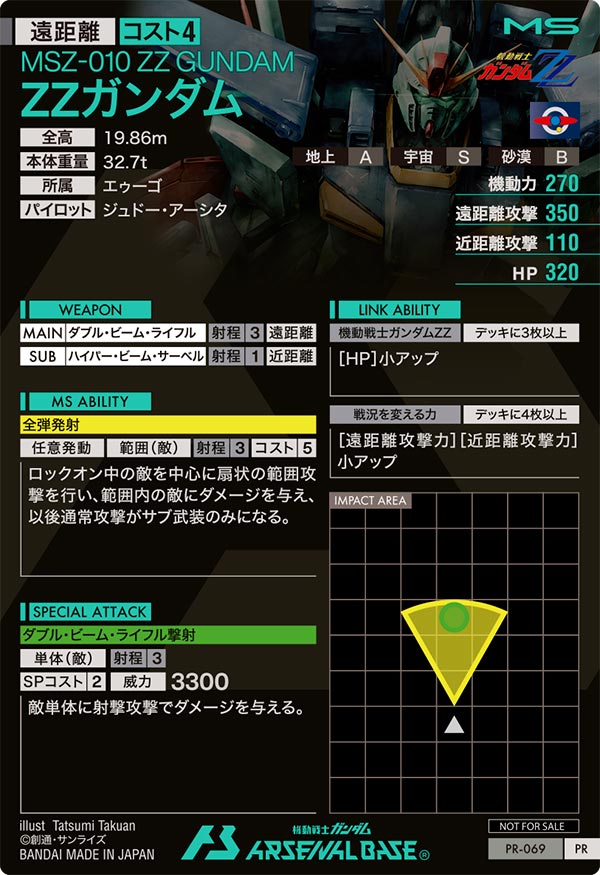 遠距離 コスト4
MS
MSZ-010 ZZ GUNDAM
機動戦士
ガンダムZZ
ZZガンダム
全高 19.86m
本体重量 32.7t
所属 エゥーゴ
パイロット ジュドー・アーシタ
地上 A 宇宙 S 砂漠 B
機動力 270
遠距離攻撃 350
近距離攻撃 110
HP 320
WEAPON
MAIN ダブル・ビーム・ライフル 射程 3 遠距離
SUB ハイパー・ビーム・サーベル 射程 1 近距離
MS ABILITY
全弾発射
任意発動 範囲(敵) 射程 3 コスト 5
ロックオン中の敵を中心に扇状の範囲攻
撃を行い、範囲内の敵にダメージを与え、
以後通常攻撃がサブ武装のみになる。
SPECIAL ATTACK
ダブル・ビーム・ライフル撃射
単体(敵) 射程 3
SPコスト 2 威力 3300
敵単体に射撃攻撃でダメージを与える。
LINK ABILITY
機動戦士ガンダムZZ デッキに3枚以上
[HP]小アップ
戦況を変える力 デッキに4枚以上
[遠距離攻撃力][近距離攻撃力]
小アップ
IMPACT AREA
illust Tatsumi Takuan
©創通・サンライズ
BANDAI MADE IN JAPAN
機動戦士ガンダム
AB ARSENAL BASE®
NOT FOR SALE
PR-069 PR